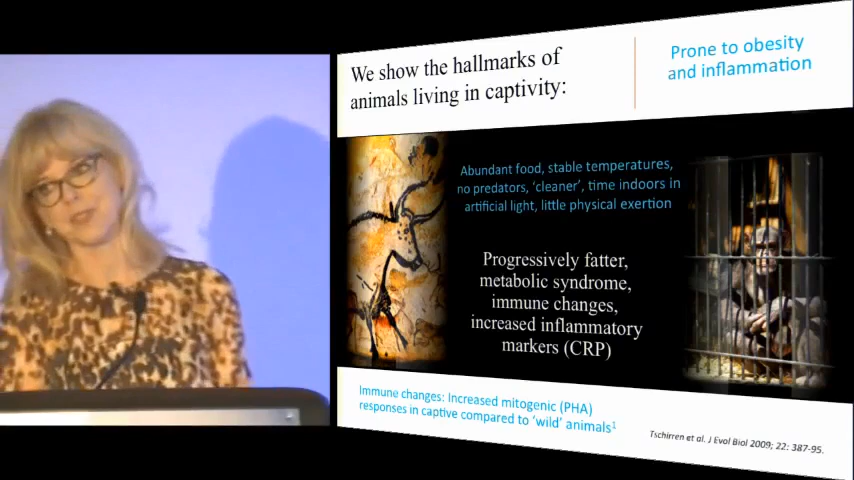 We show the hallmarks of
animals living in captivity:
Prone to obesity
and inflammation
Abundant food, stable temperatures,
no predators, ‘cleaner’, time indoors in
artificial light, little physical exertion
Progressively fatter,
metabolic syndrome,
immune changes,
increased inflammatory
markers (CRP)
Immune changes: Increased mitogenic (PHA)
responses in captive compared to ‘wild’ animals¹
Tschirren et al. J Evol Biol 2009; 22: 387-95.